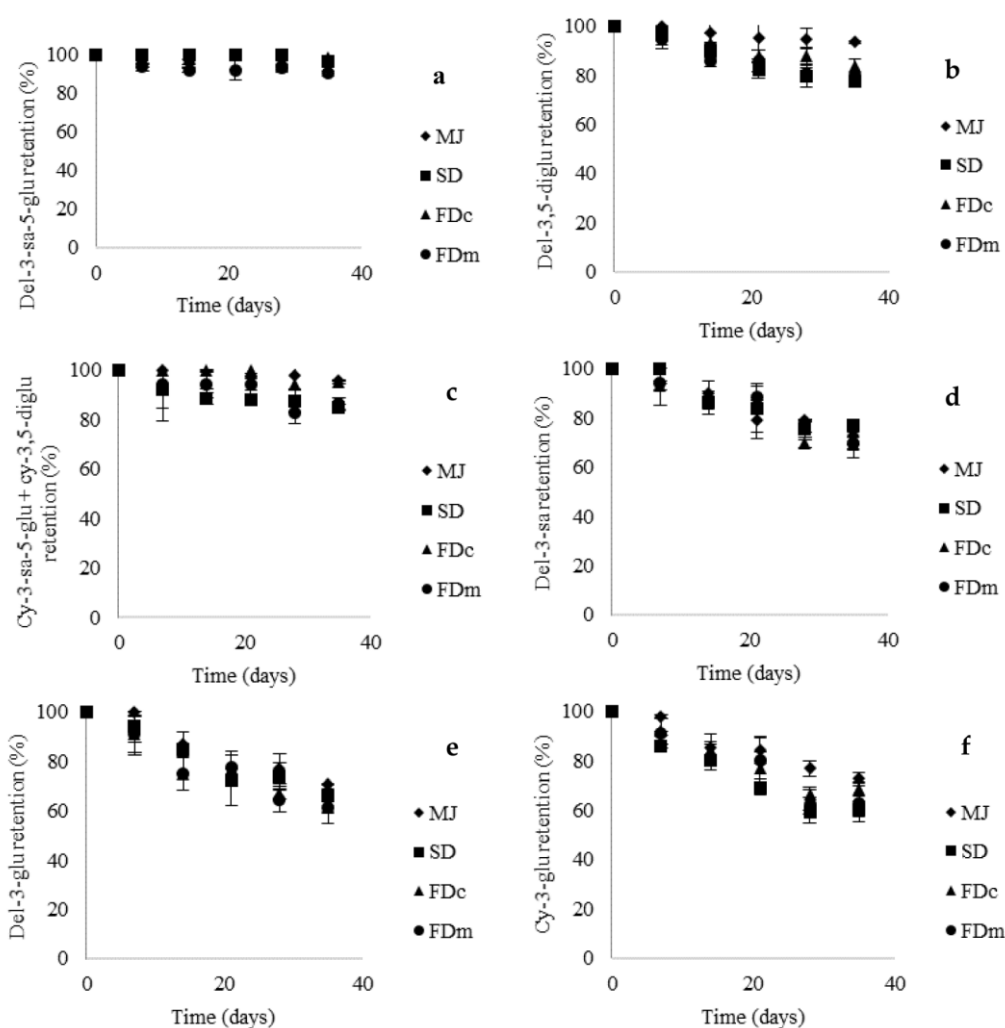 a
Del-3-sa-5-glu retention (%)
100
80
60
40
20
0
0 20 40
Time (days)
MJ
SD
FDc
FDm
b
Del-3,5-diglu retention (%)
100
80
60
40
20
0
0 20 40
Time (days)
MJ
SD
FDc
FDm
c
Cy-3-sa-5-glu + cy-3,5-diglu
retention (%)
100
80
60
40
20
0
0 20 40
Time (days)
MJ
SD
FDc
FDm
d
Del-3-sa retention (%)
100
80
60
40
20
0
0 20 40
Time (days)
MJ
SD
FDc
FDm
e
Del-3-glu retention (%)
100
80
60
40
20
0
0 20 40
Time (days)
MJ
SD
FDc
FDm
f
Cy-3-glu retention (%)
100
80
60
40
20
0
0 20 40
Time (days)
MJ
SD
FDc
FDm